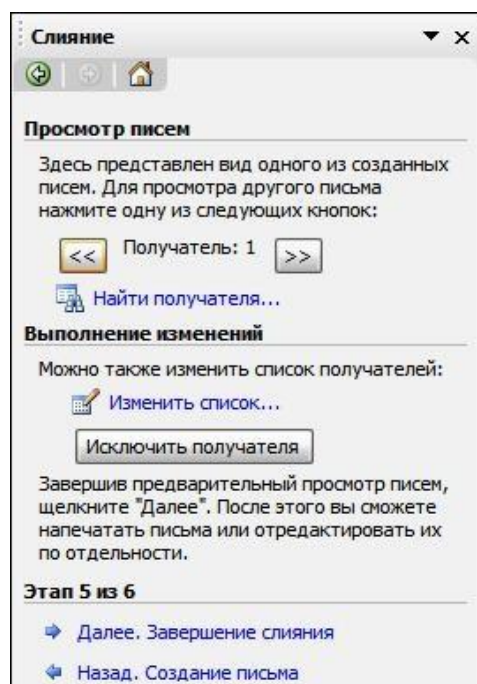 Слияние
Просмотр писем
Здесь представлен вид одного из созданных
писем. Для просмотра другого письма
нажмите одну из следующих кнопок:
<< Получатель: 1 >>
Найти получателя...
Выполнение изменений
Можно также изменить список получателей:
Изменить список...
Исключить получателя
Завершив предварительный просмотр писем,
щелкните "Далее". После этого вы сможете
напечатать письма или отредактировать их
по отдельности.
Этап 5 из 6
Далее. Завершение слияния
Назад. Создание письма